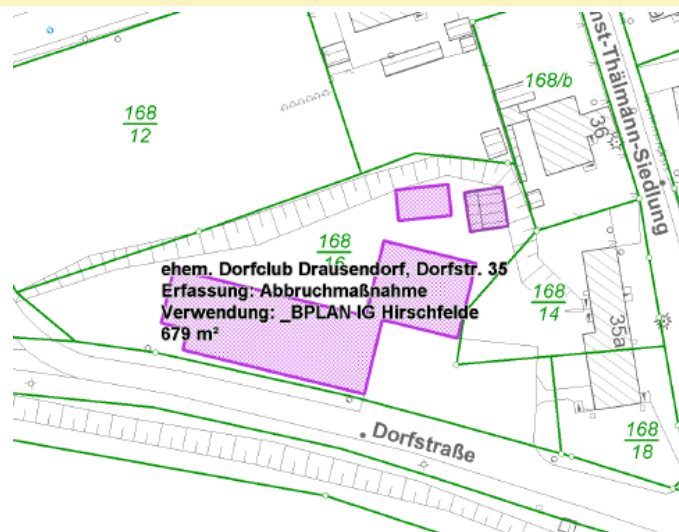 nst-Thälmann-Siedlung
168/b
168
12
36
168
16
ehem. Dorfclub Drausendorf, Dorfstr. 35
Erfassung: Abbruchmaßnahme
Verwendung: _BPLAN IG Hirschfelde
679 m²
168
14
35a
Dorfstraße
168
18